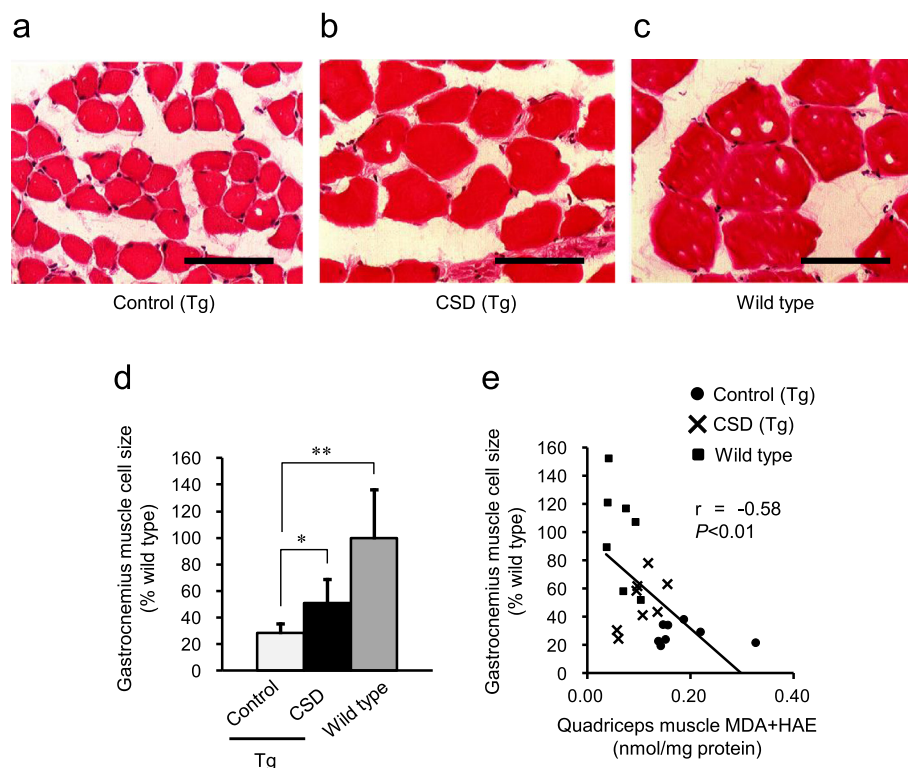 a
b
c
Control (Tg)
CSD (Tg)
Wild type
d
Gastrocnemius muscle cell size
(% wild type)
160
140
120
100
80
60
40
20
0
**
*
Control
CSD
Wild type
Tg
e
Control (Tg)
CSD (Tg)
Wild type
Gastrocnemius muscle cell size
(% wild type)
160
140
120
100
80
60
40
20
0
r = -0.58
P<0.01
0.00 0.20 0.40
Quadriceps muscle MDA+HAE
(nmol/mg protein)